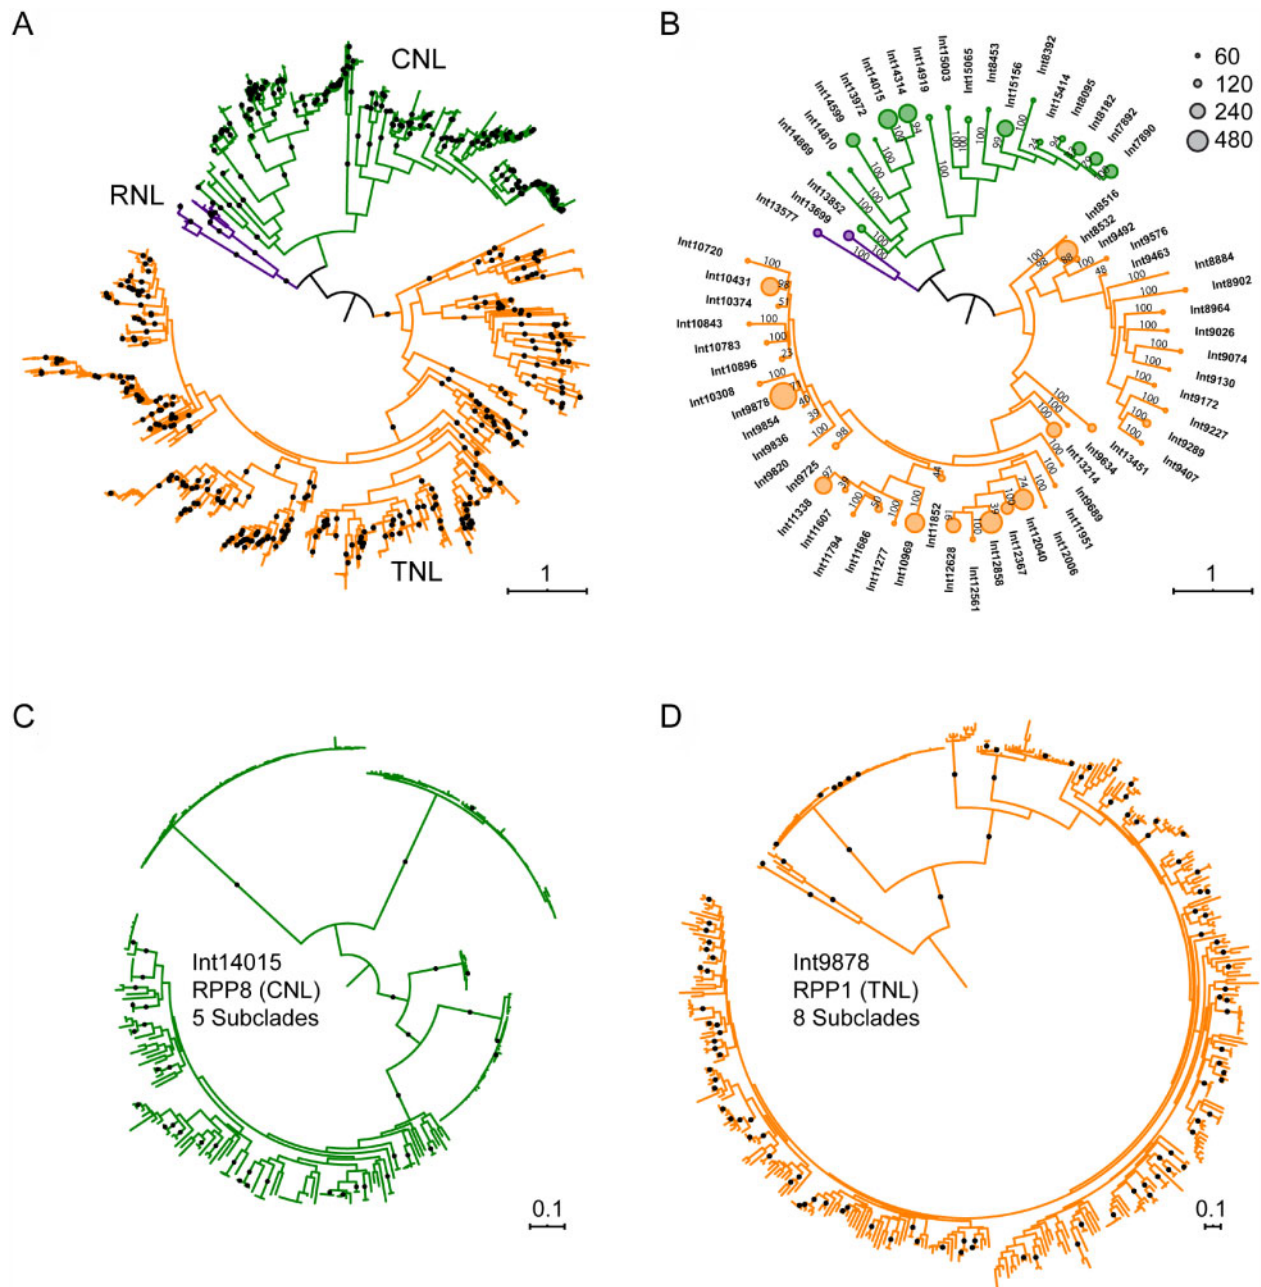 A
CNL
RNL
TNL
1
B
60
120
240
480
Int13577
Int13699
Int13852
Int14869
Int14810
Int14599
Int13972
Int14015
Int14314
Int14919
Int15003
Int15065
Int8453
Int15156
Int8392
Int15414
Int8095
Int8182
Int7892
Int7890
Int8516
Int8532
Int9492
Int9576
Int9463
Int8884
Int8902
Int8964
Int9026
Int9074
Int9130
Int9172
Int9227
Int9289
Int9407
Int13451
Int9634
Int13214
Int9689
Int11951
Int12006
Int12040
Int12367
Int12858
Int12561
Int12628
Int11852
Int10969
Int11277
Int11686
Int11794
Int11607
Int11338
Int9725
Int9820
Int9836
Int9854
Int9878
Int10308
Int10896
Int10783
Int10843
Int10374
Int10431
Int10720
1
C
Int14015
RPP8 (CNL)
5 Subclades
0.1
D
Int9878
RPP1 (TNL)
8 Subclades
0.1